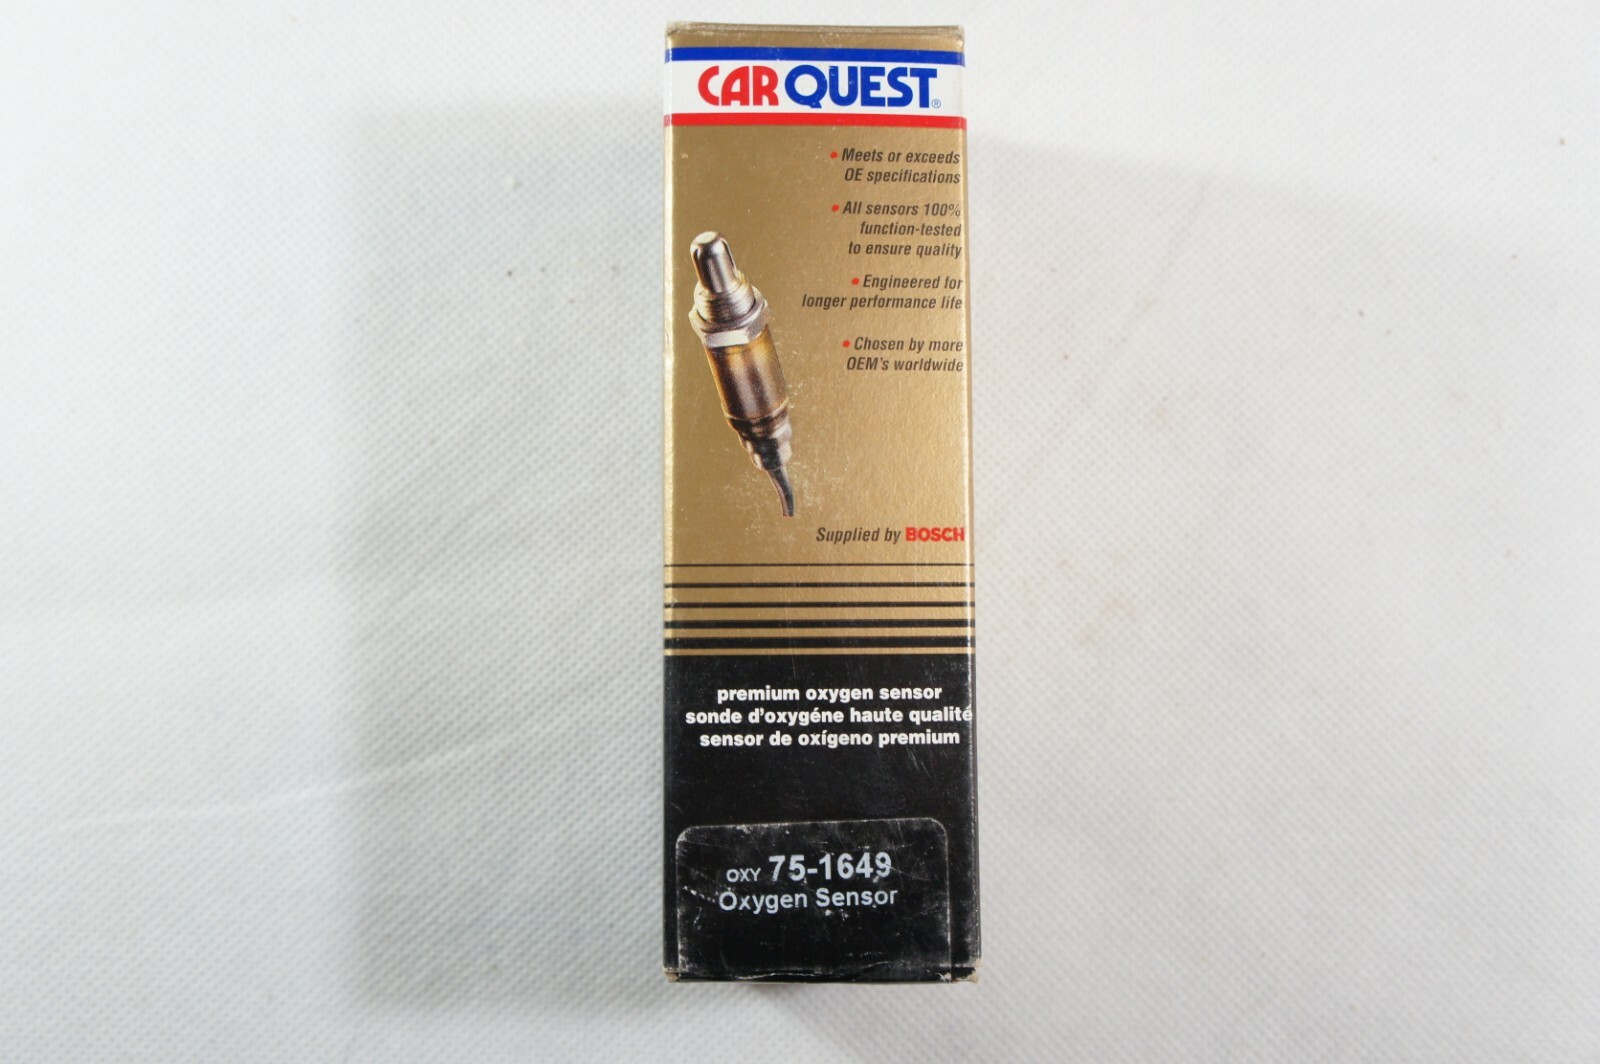 CARQUEST®
• Meets or exceeds
OE specifications
• All sensors 100%
function-tested
to ensure quality
• Engineered for
longer performance life
• Chosen by more
OEM's worldwide
Supplied by BOSCH
premium oxygen sensor
sonde d'oxygéne haute qualité
sensor de oxígeno premium
OXY 75-1649
Oxygen Sensor